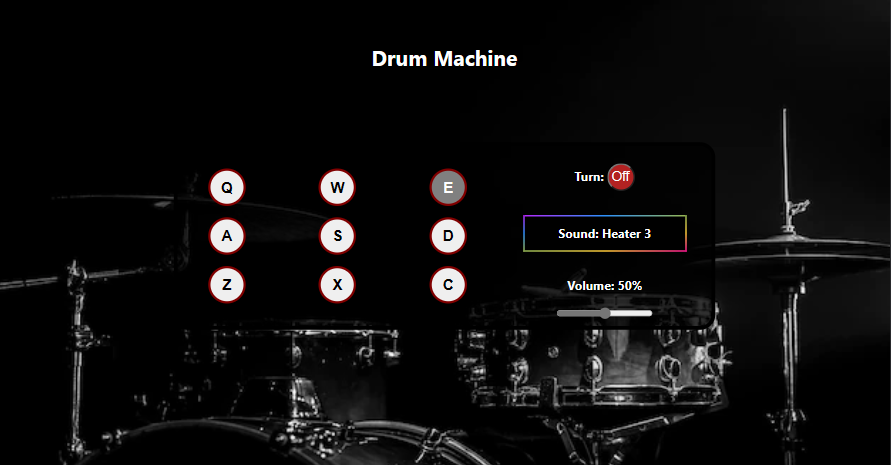 Drum Machine
Q W E
Turn: Off
A S D
Sound: Heater 3
Z X C
Volume: 50%